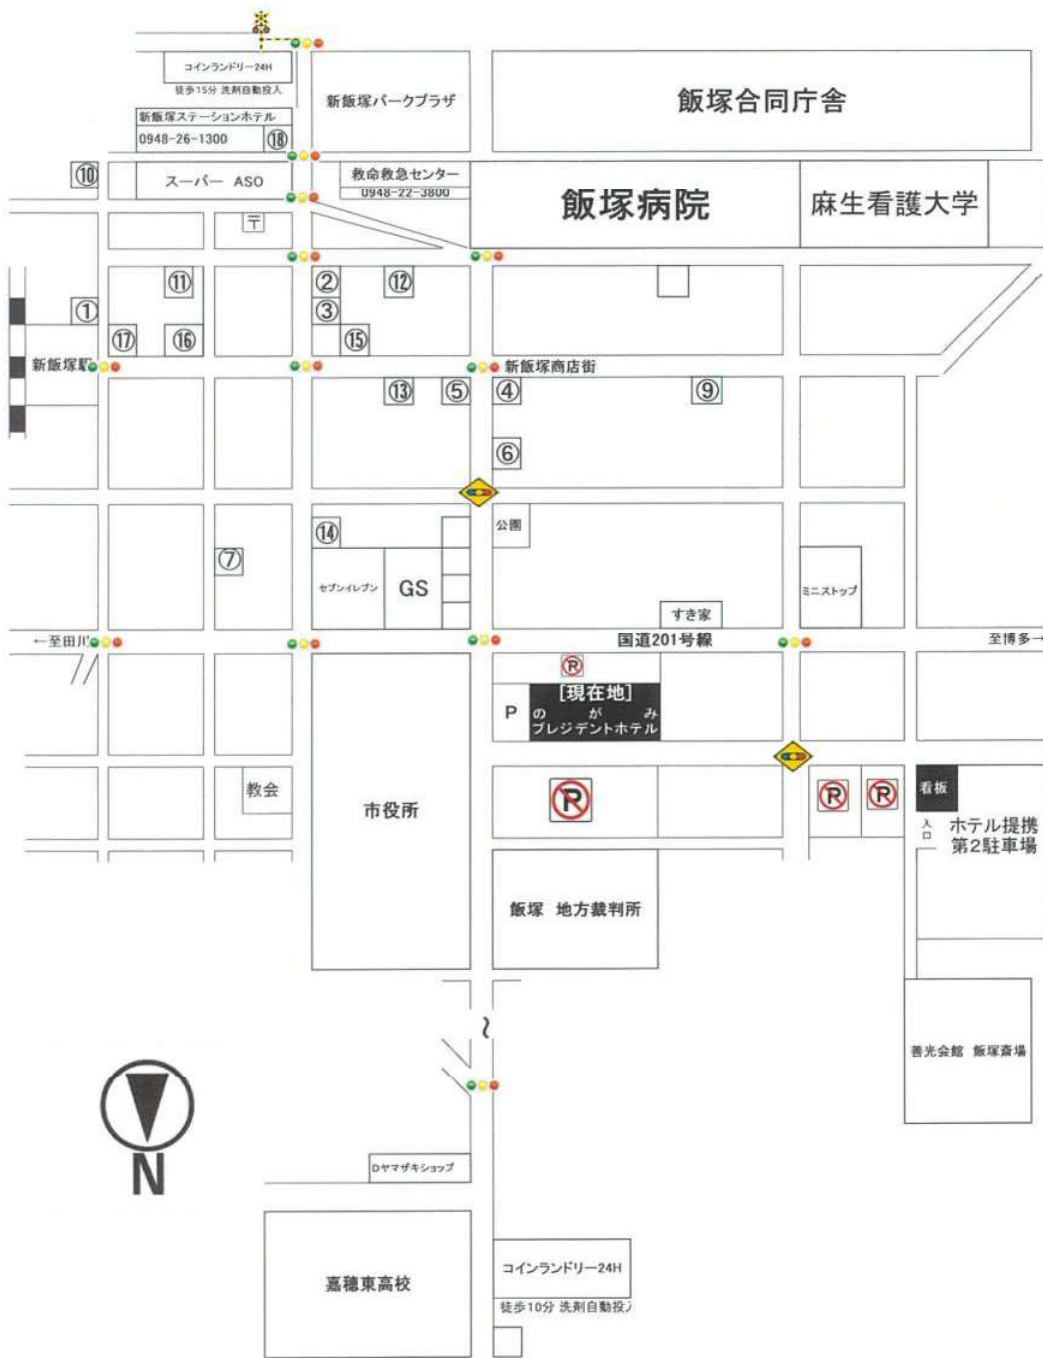 コインランドリー24H
徒歩15分 洗剤自動投入
新飯塚パークプラザ
飯塚合同庁舎
新飯塚ステーションホテル
0948-26-1300
⑱
⑩
スーパー ASO
救命救急センター
0948-22-3800
飯塚病院
麻生看護大学
〒
⑪
②
⑫
①
③
⑰
⑯
⑮
新飯塚駅
新飯塚商店街
⑬
⑤
④
⑨
⑥
⑭
公園
⑦
セブンイレブン
GS
ミニストップ
すき家
←至田川
国道201号線
至博多→
P
[現在地]
P
のがみ
プレジデントホテル
教会
市役所
P
P
P
看板
入口
ホテル提携
第2駐車場
飯塚 地方裁判所
善光会館 飯塚斎場
N
Dヤマザキショップ
嘉穂東高校
コインランドリー24H
徒歩10分 洗剤自動投